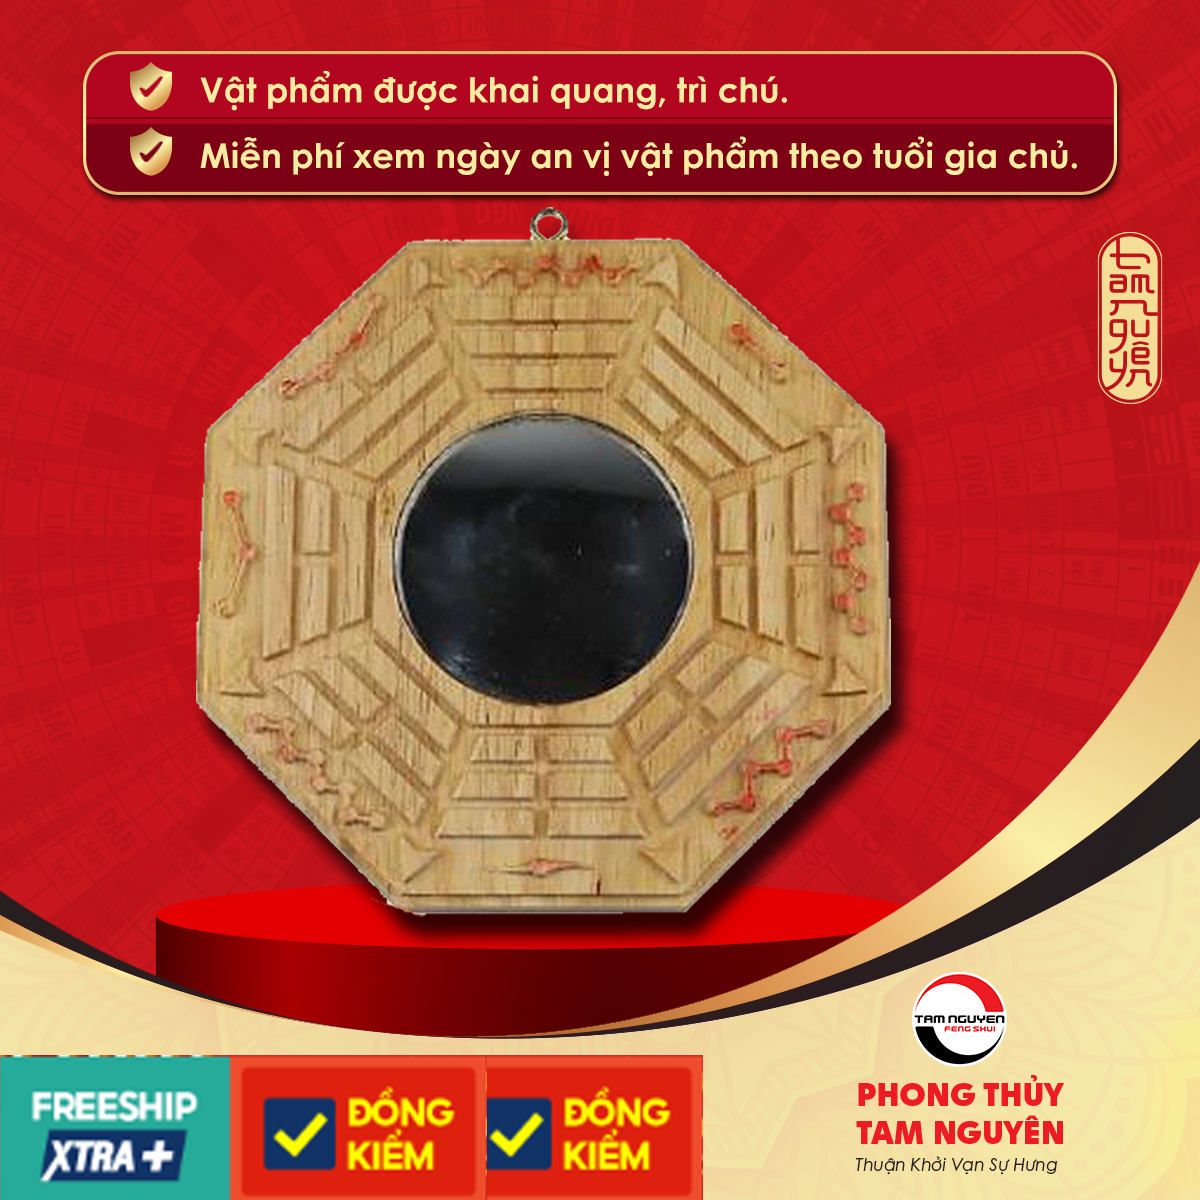 Vật phẩm được khai quang, trì chú.
Miễn phí xem ngày an vị vật phẩm theo tuổi gia chủ.
tam nguyên
TAM NGUYEN
FENG SHUI
PHONG THỦY
TAM NGUYÊN
Thuận Khởi Vạn Sự Hưng
FREESHIP
XTRA+
ĐỒNG
KIỂM
ĐỒNG
KIỂM